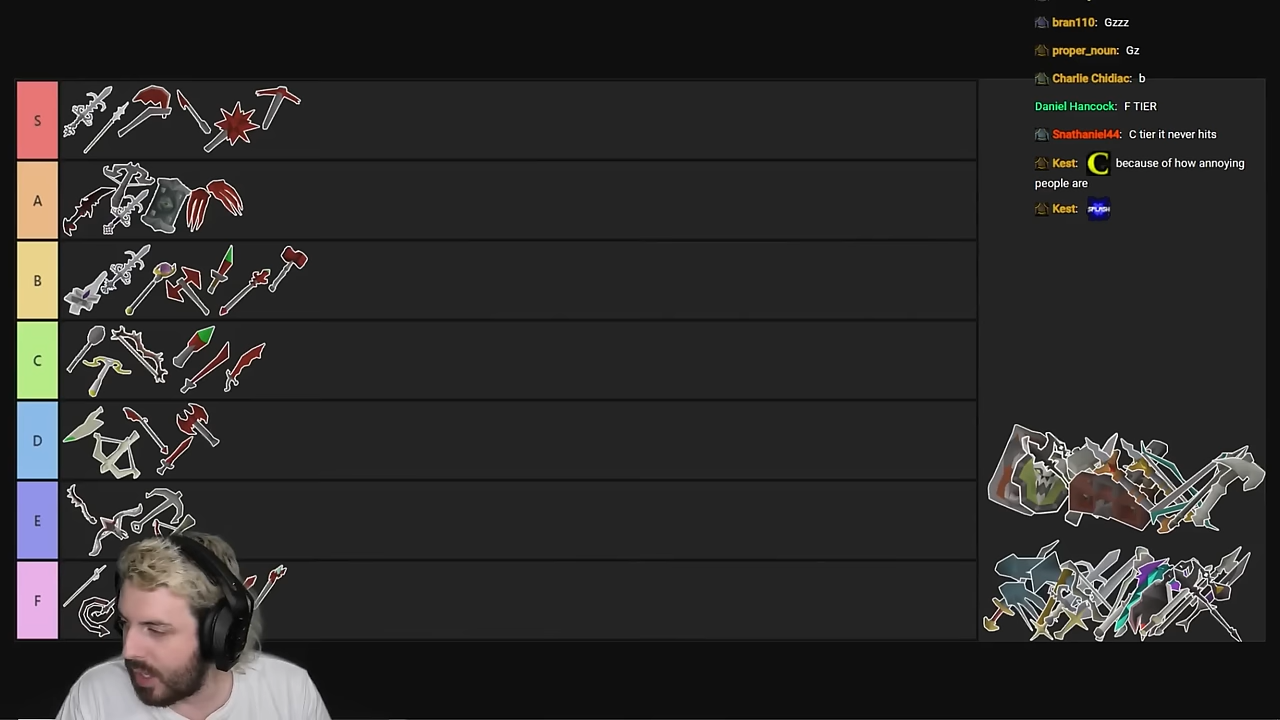 bran110: Gzzz
proper_noun: Gz
Charlie Chidiac: b
Daniel Hancock: F TIER
Snathaniel44: C tier it never hits
Kest: C because of how annoying
people are
Kest: SPLASH
S
A
B
C
D
E
F